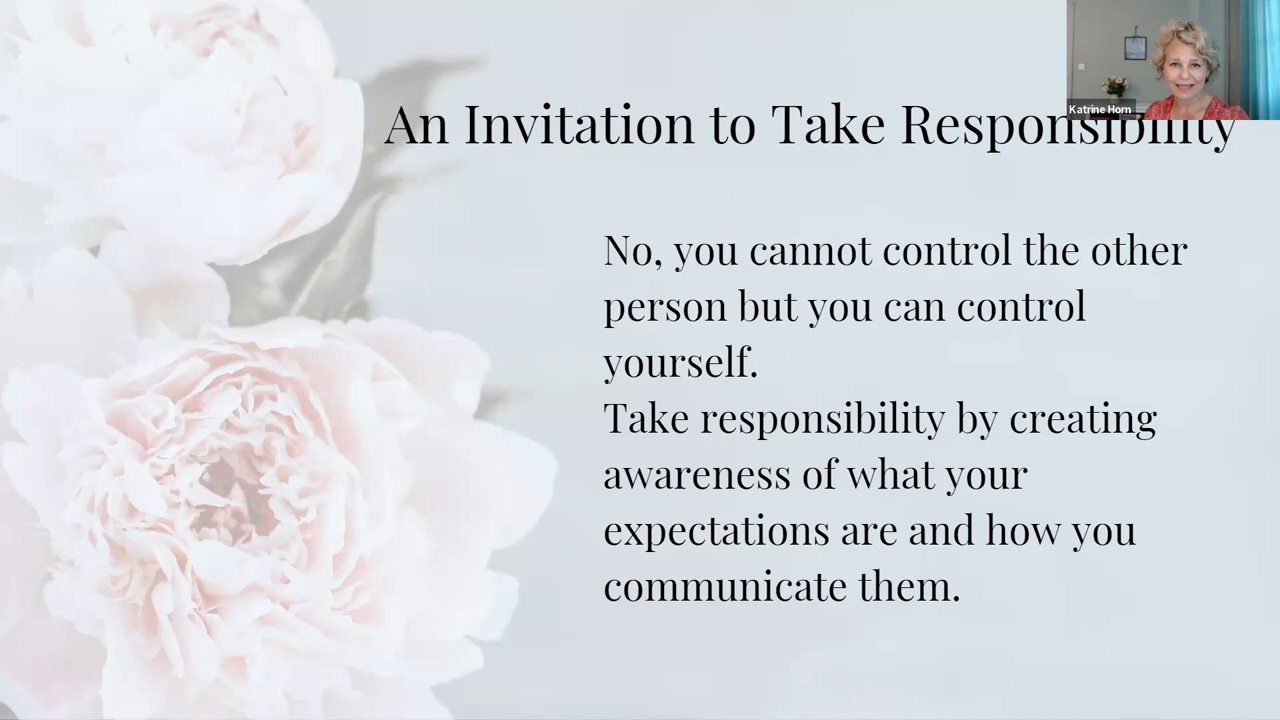 Katrine Horn
An Invitation to Take Responsibility
No, you cannot control the other
person but you can control
yourself.
Take responsibility by creating
awareness of what your
expectations are and how you
communicate them.